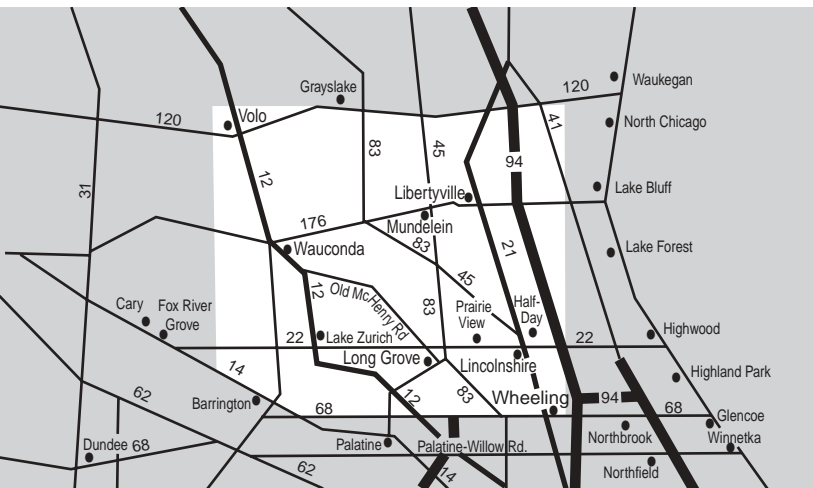 Waukegan
Grayslake
120
120
Volo
41
North Chicago
83
45
94
12
31
Libertyville
Lake Bluff
176
Mundelein
83
21
Lake Forest
Wauconda
45
12
Old McHenry Rd
83
Cary
Fox River
Grove
Prairie
View
Half-
Day
22
Lake Zurich
22
Highwood
Long Grove
Lincolnshire
14
Highland Park
62
12
83
Wheeling
94
Barrington
68
68
Glencoe
Dundee
68
Palatine
Palatine-Willow Rd.
Northbrook
Winnetka
62
14
Northfield